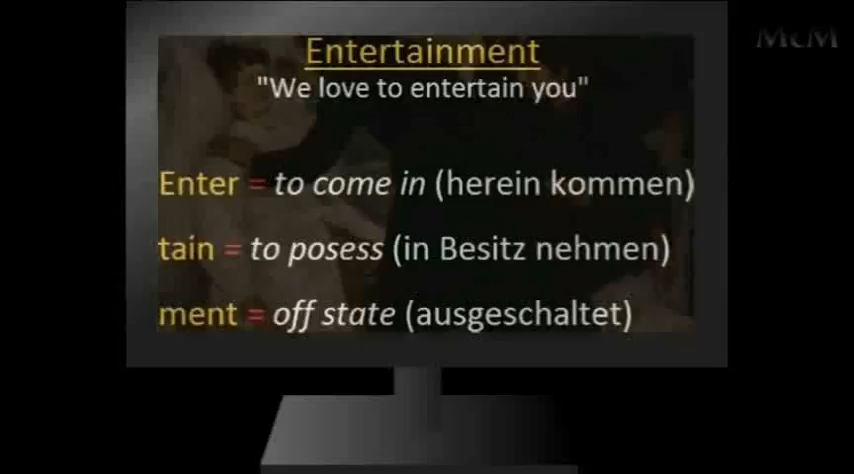 McM
Entertainment
"We love to entertain you"
Enter = to come in (herein kommen)
tain = to posess (in Besitz nehmen)
ment = off state (ausgeschaltet)